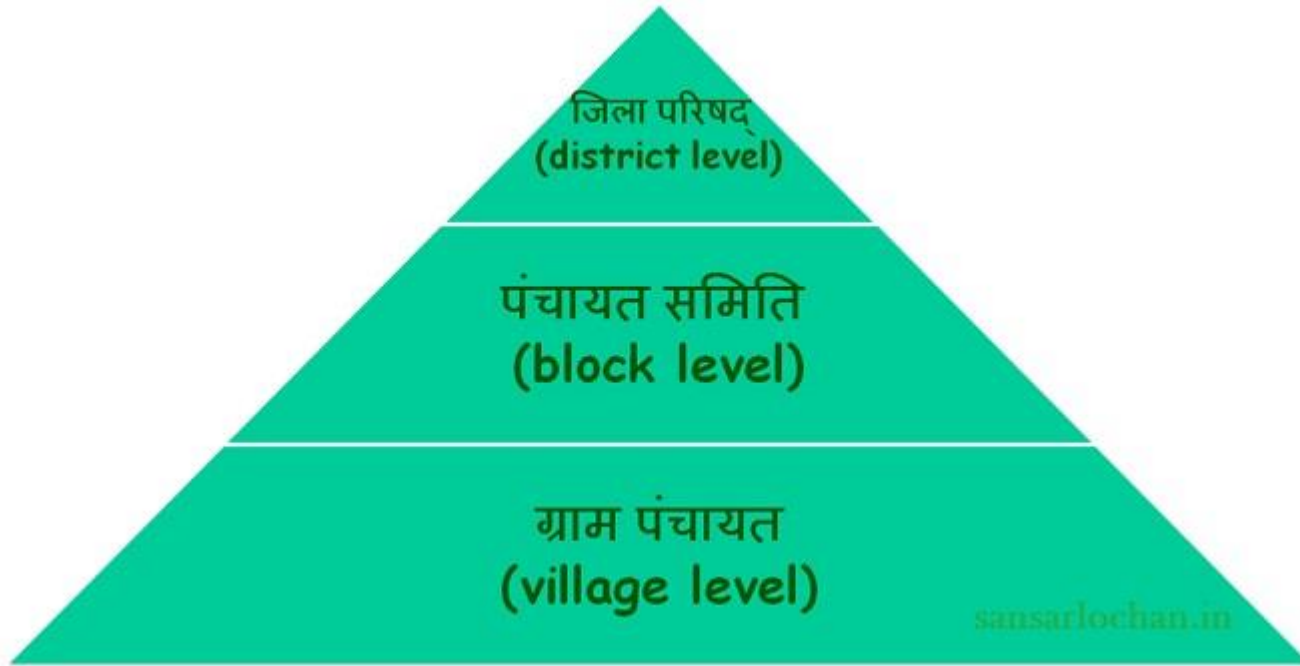 जिला परिषद्
(district level)
पंचायत समिति
(block level)
ग्राम पंचायत
(village level)
sansarlochan.in